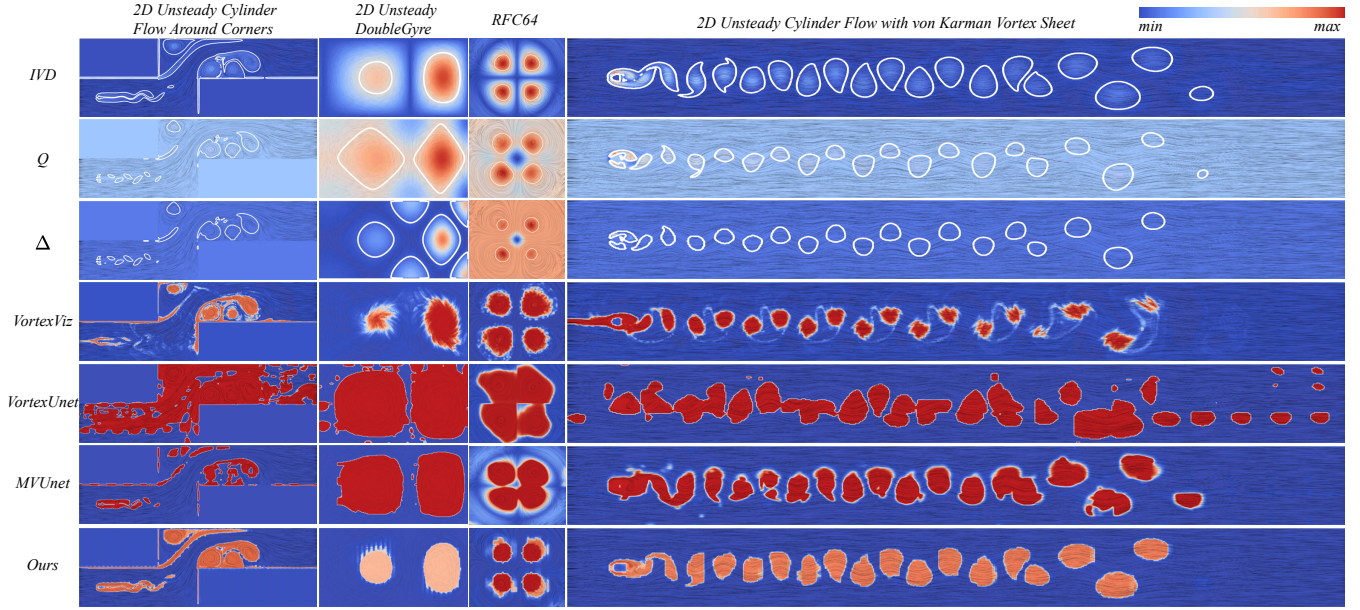 2D Unsteady Cylinder
Flow Around Corners
2D Unsteady
DoubleGyre
RFC64
2D Unsteady Cylinder Flow with von Karman Vortex Sheet
min max
IVD
Q
Δ
VortexViz
VortexUnet
MVUnet
Ours